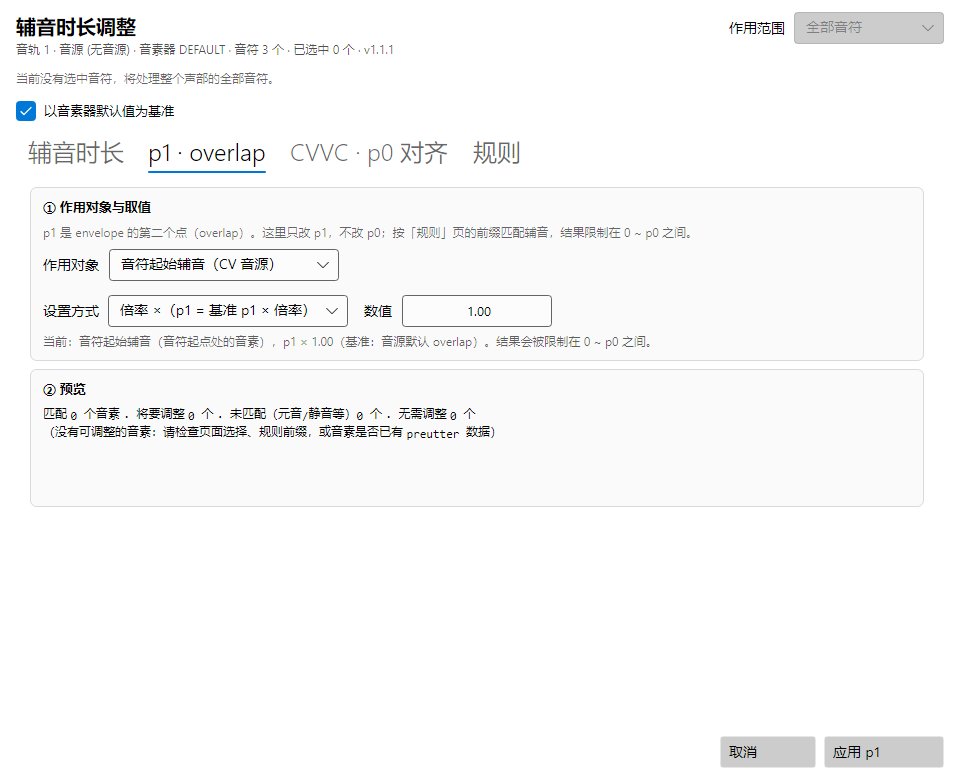 辅音时长调整
音轨 1 · 音源 (无音源) · 音素器 DEFAULT · 音符 3 个 · 已选中 0 个 · v1.1.1
作用范围 全部音符
当前没有选中音符，将处理整个声部的全部音符。
以音素器默认值为基准
辅音时长 p1 · overlap CVVC · p0 对齐 规则
① 作用对象与取值
p1 是 envelope 的第二个点（overlap）。这里只改 p1，不改 p0；按「规则」页的前缀匹配辅音，结果限制在 0 ~ p0 之间。
作用对象 音符起始辅音（CV 音源）
设置方式 倍率 ×（p1 = 基准 p1 × 倍率） 数值 1.00
当前：音符起始辅音（音符起点处的音素），p1 × 1.00（基准：音源默认 overlap）。结果会被限制在 0 ~ p0 之间。
② 预览
匹配 0 个音素 . 将要调整 0 个 . 未匹配（元音/静音等）0 个 . 无需调整 0 个
（没有可调整的音素：请检查页面选择、规则前缀，或音素是否已有 preutter 数据）
取消 应用 p1